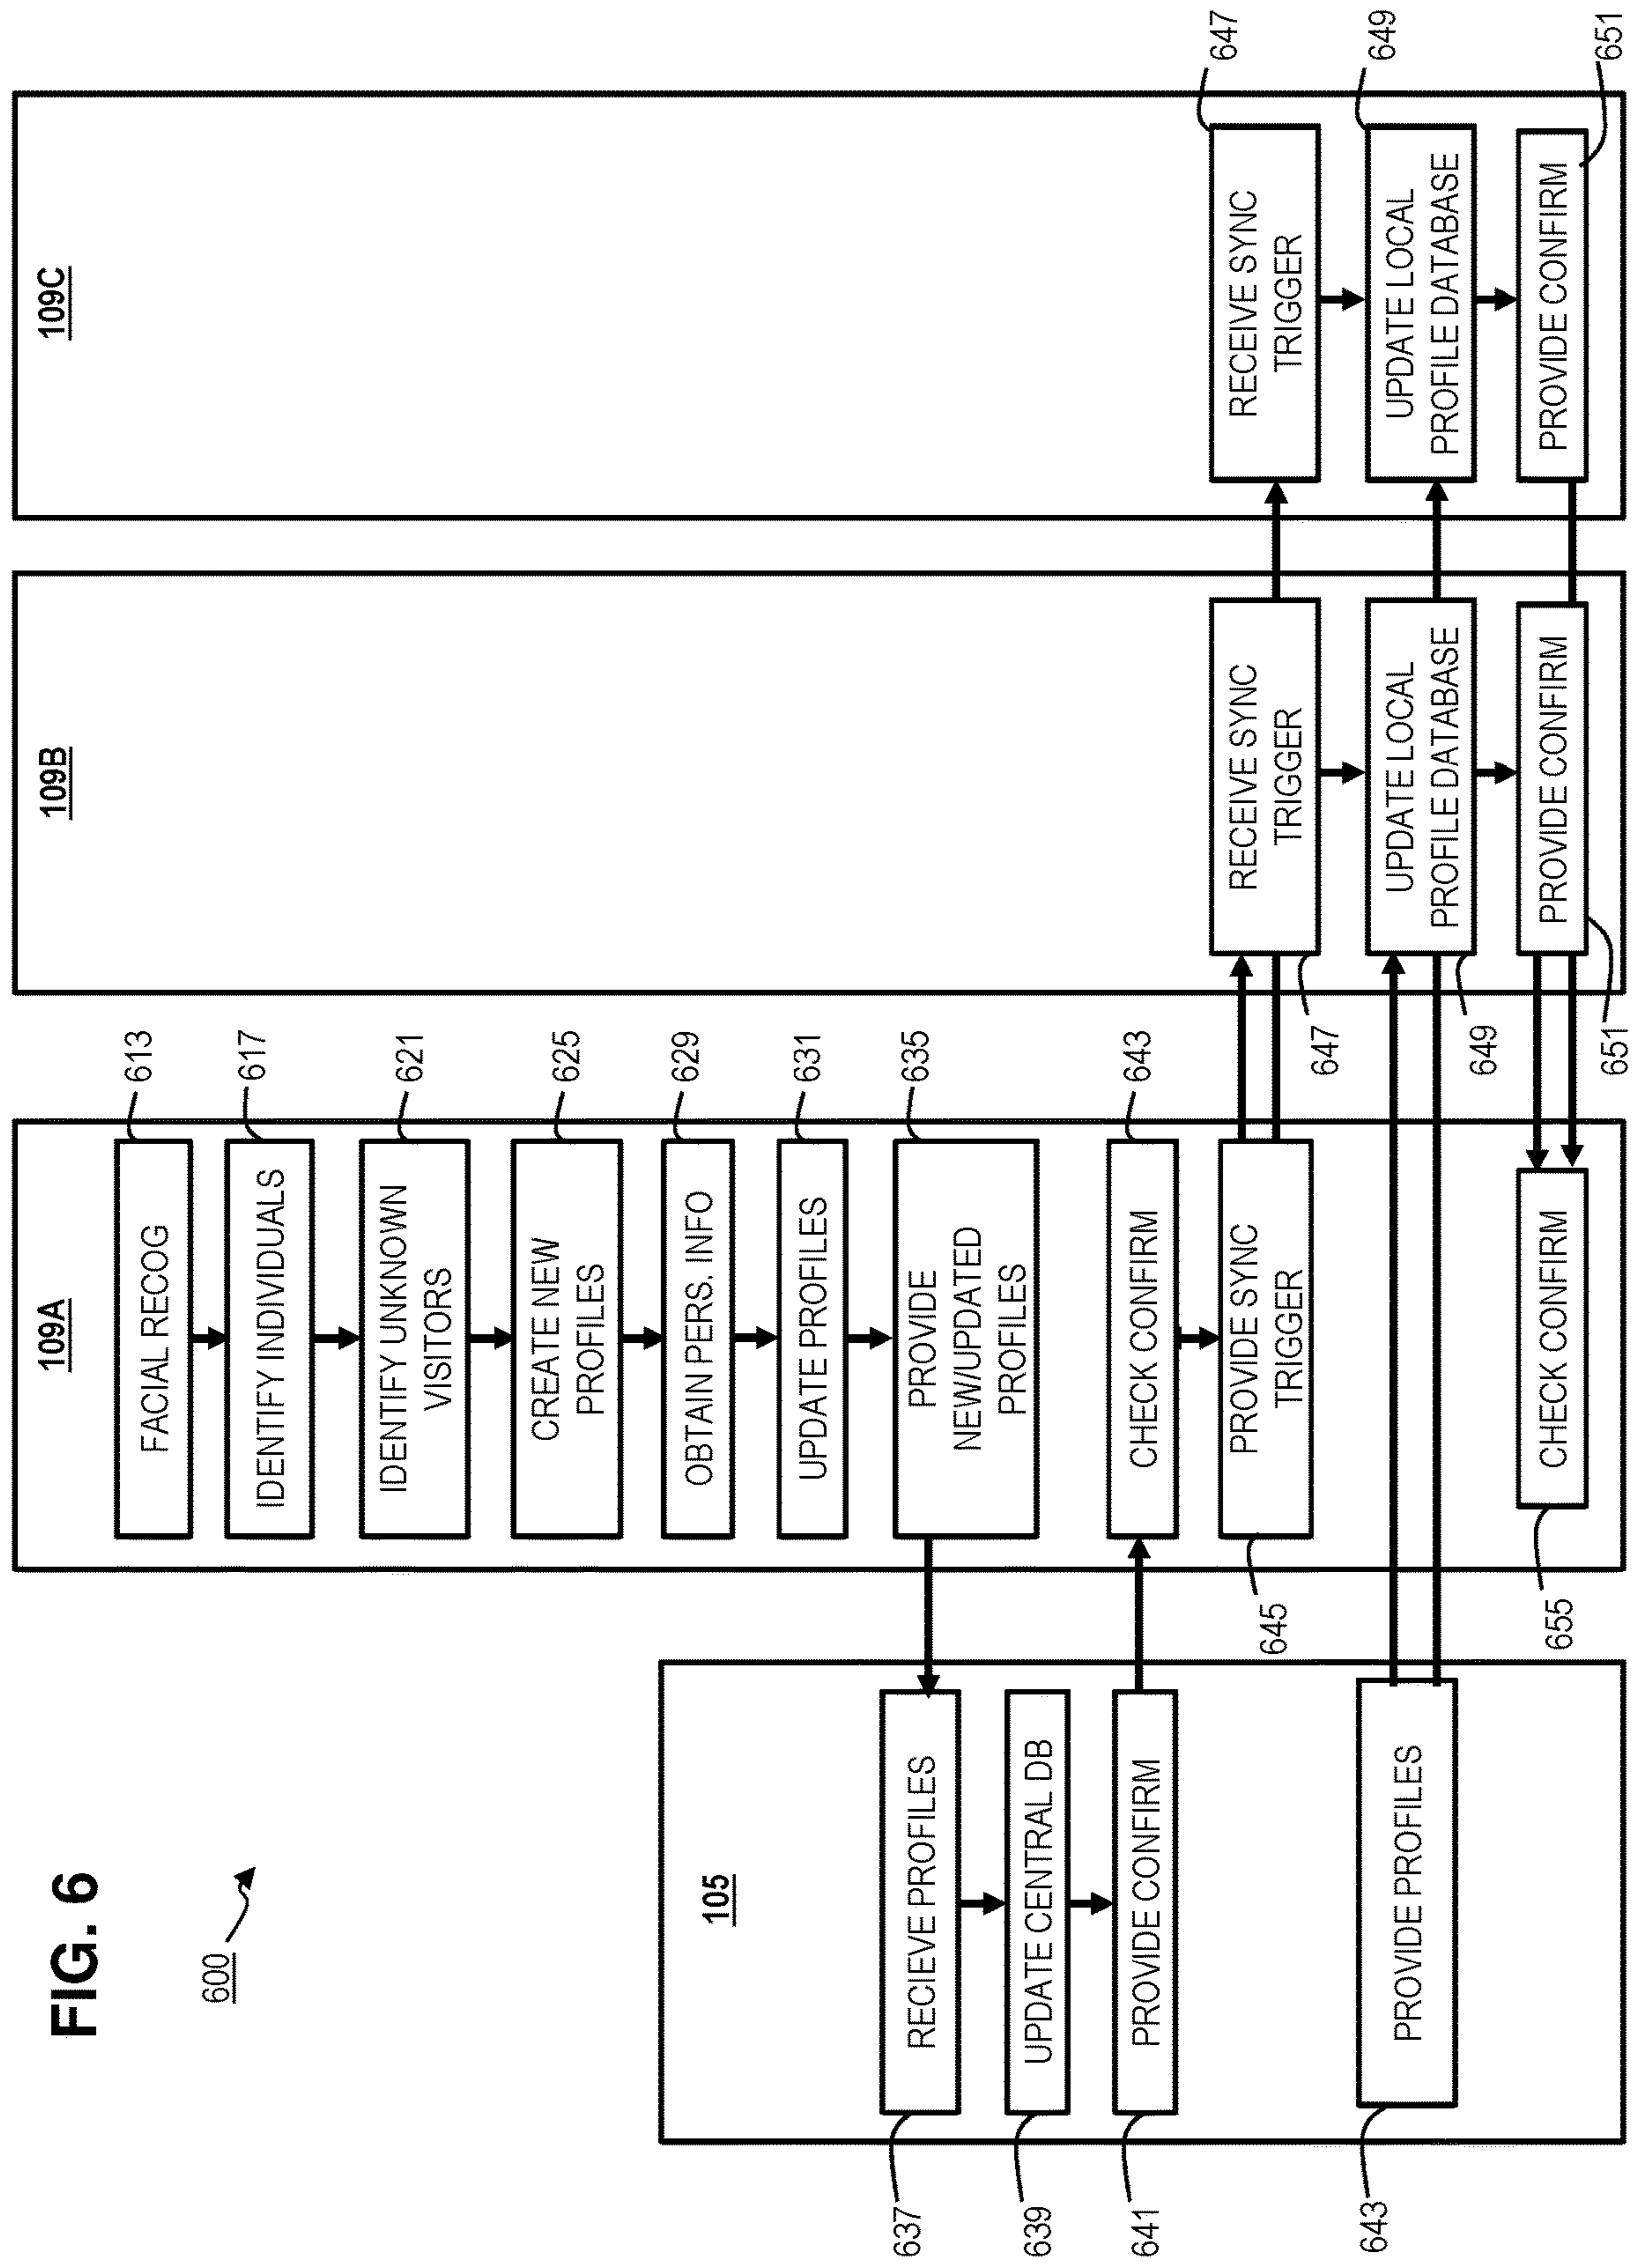 FIG. 6
600
105
RECIEVE PROFILES
637
UPDATE CENTRAL DB
639
PROVIDE CONFIRM
641
PROVIDE PROFILES
643
109A
FACIAL RECOG
613
IDENTIFY INDIVIDUALS
617
IDENTIFY UNKNOWN
VISITORS
621
CREATE NEW
PROFILES
625
OBTAIN PERS. INFO
629
UPDATE PROFILES
631
PROVIDE
NEW/UPDATED
PROFILES
635
CHECK CONFIRM
643
PROVIDE SYNC
TRIGGER
645
CHECK CONFIRM
655
109B
RECEIVE SYNC
TRIGGER
647
UPDATE LOCAL
PROFILE DATABASE
649
PROVIDE CONFIRM
651
109C
RECEIVE SYNC
TRIGGER
647
UPDATE LOCAL
PROFILE DATABASE
649
PROVIDE CONFIRM
651